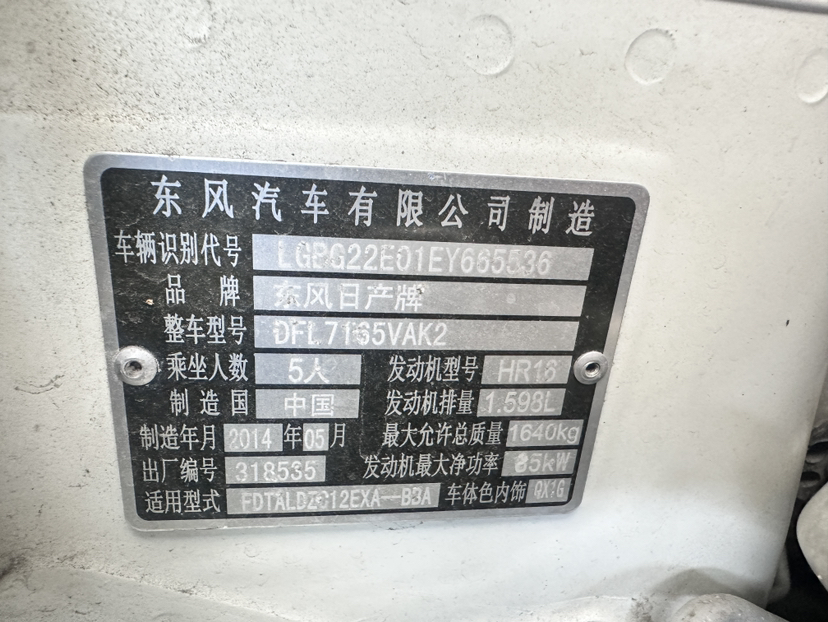 东风汽车有限公司制造
车辆识别代号 LGBG22E01EY665536
品牌 东风日产牌
整车型号 DFL7165VAK2
乘坐人数 5人 发动机型号 HR16
制造国 中国 发动机排量 1.598L
制造年月 2014 年 05 月 最大允许总质量 1640kg
出厂编号 318535 发动机最大净功率 85kW
适用型式 车体色内饰 QX1G